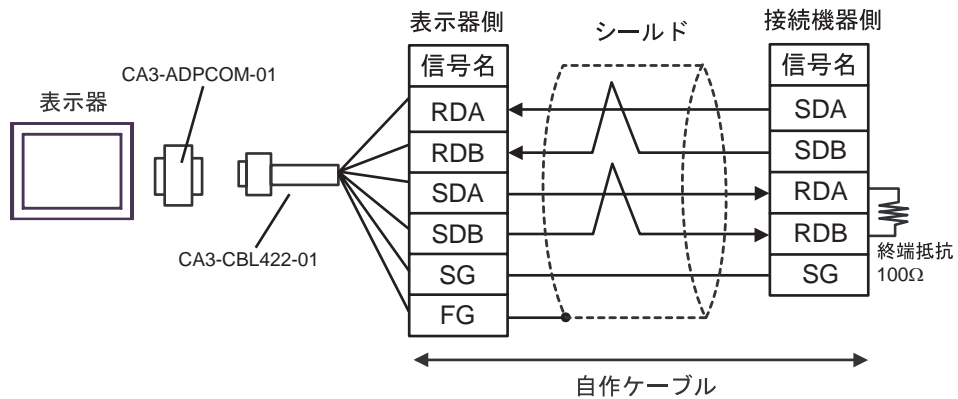 表示器側
シールド
接続機器側
CA3-ADPCOM-01
表示器
信号名
RDA
RDB
SDA
SDB
SG
FG
信号名
SDA
SDB
RDA
RDB
SG
CA3-CBL422-01
終端抵抗
100Ω
自作ケーブル